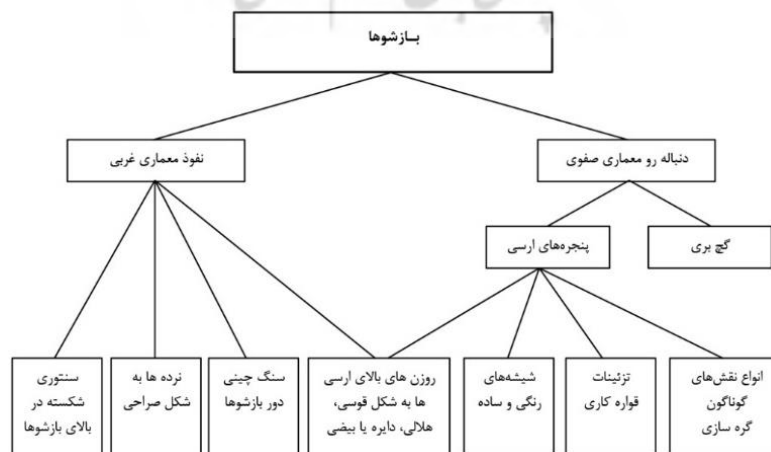 بـازشوها
دنباله رو معماری صفوی
نفوذ معماری غربی
گچ بری
پنجره‌های ارسی
انواع نقش‌های
گوناگون
گره سازی
تزئینات
قواره کاری
شیشه‌های
رنگی و ساده
روزن های بالای ارسی
ها به شکل قوسی،
هلالی، دایره یا بیضی
سنگ چینی
دور بازشوها
نرده ها به
شکل صراحی
سنتوری
شکسته در
بالای بازشوها